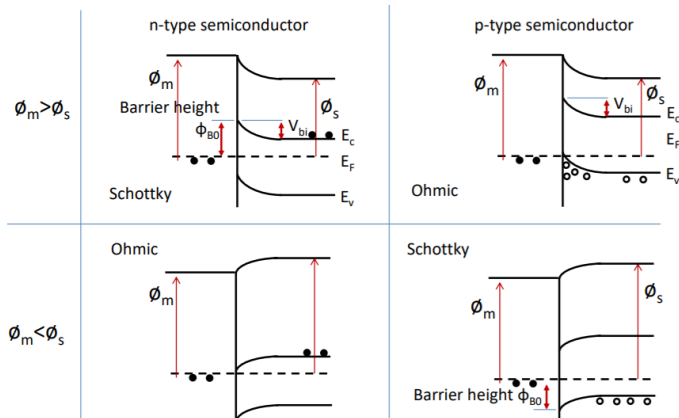 n-type semiconductor
p-type semiconductor
Øm>Øs
Øm
Barrier height
ϕB0
Vbi
Øs
Ec
EF
Ev
Schottky
Øm
Vbi
Øs
Ec
EF
Ev
Ohmic
Øm<Øs
Ohmic
Øm
Schottky
Øm
Øs
Barrier height ϕB0